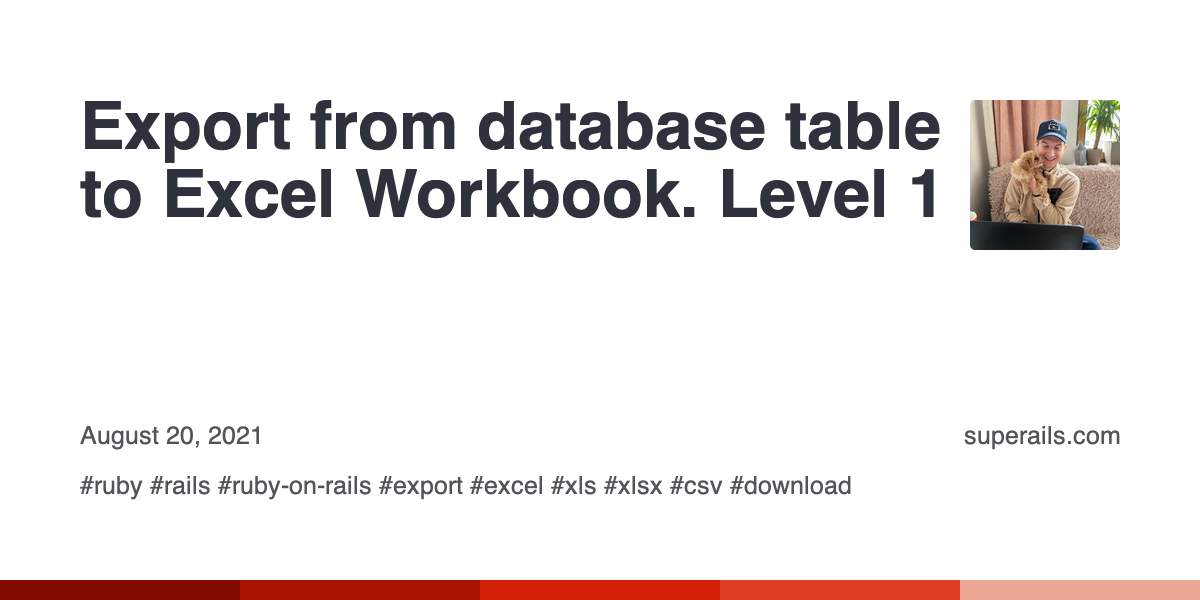 Export from database table
to Excel Workbook. Level 1
August 20, 2021
superails.com
#ruby #rails #ruby-on-rails #export #excel #xls #xlsx #csv #download